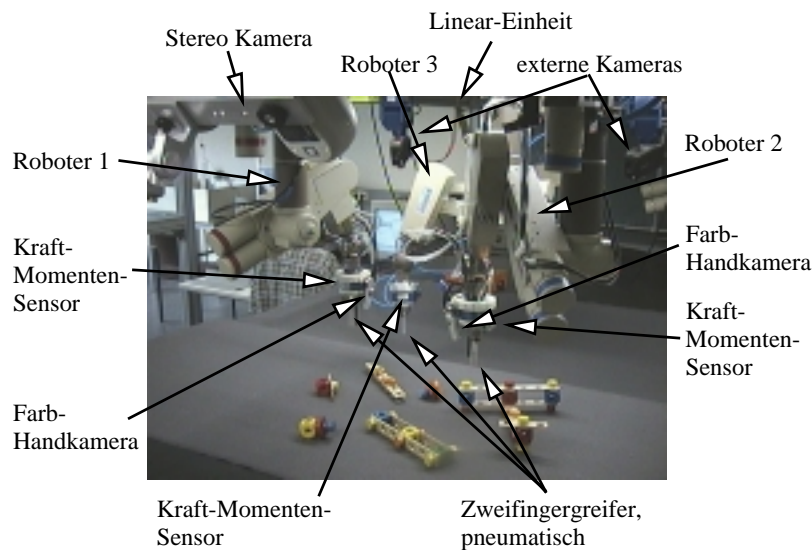 Linear-Einheit
Stereo Kamera
Roboter 3
externe Kameras
Roboter 1
Roboter 2
Kraft-
Momenten-
Sensor
Farb-
Handkamera
Kraft-
Momenten-
Sensor
Farb-
Handkamera
Kraft-Momenten-
Sensor
Zweifingergreifer,
pneumatisch